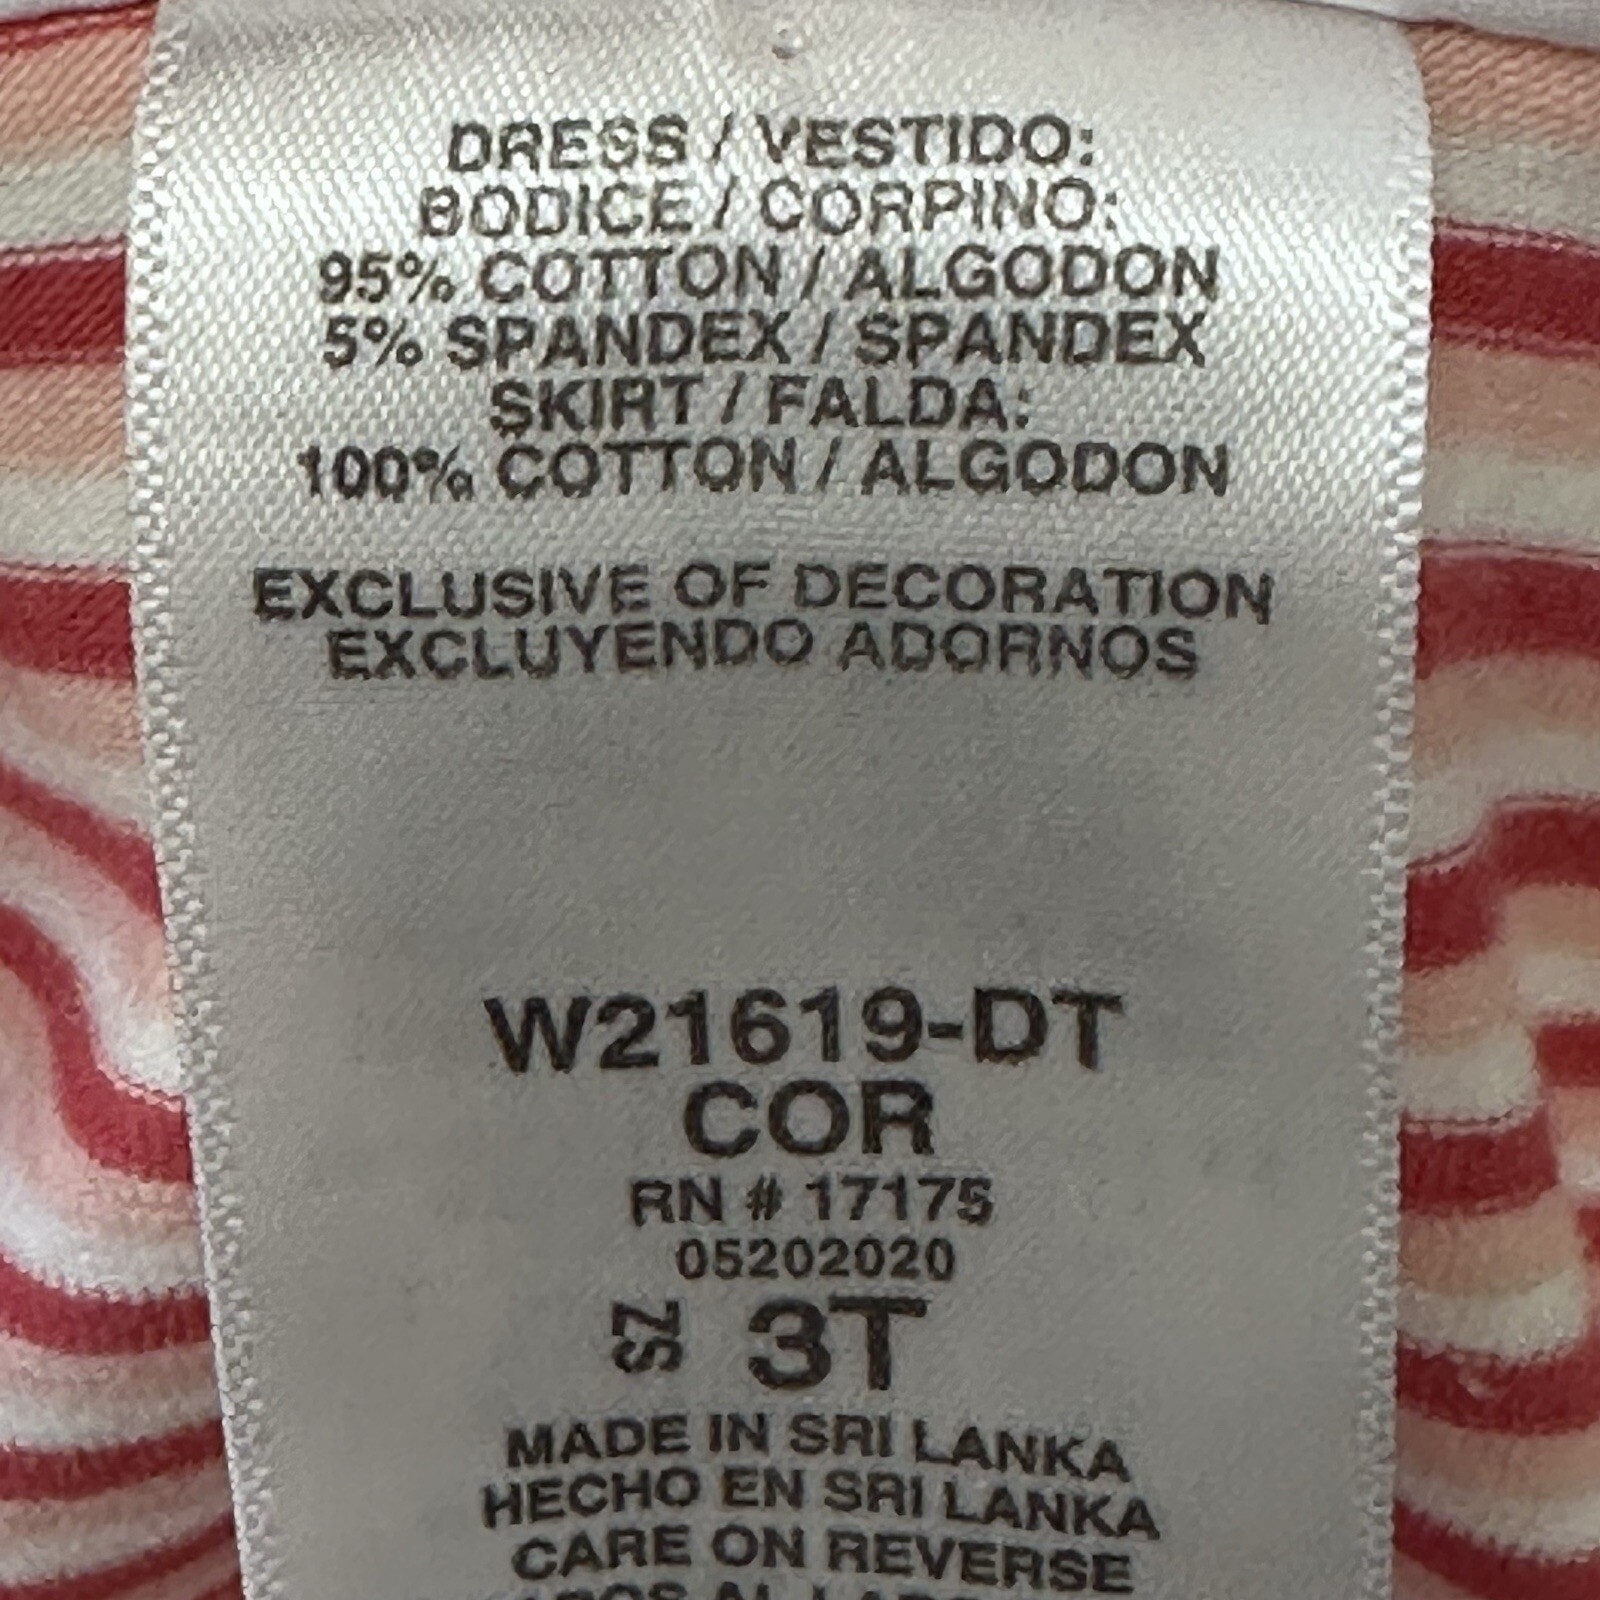 DRESS / VESTIDO:
BODICE / CORPINO:
95% COTTON / ALGODON
5% SPANDEX / SPANDEX
SKIRT / FALDA:
100% COTTON / ALGODON
EXCLUSIVE OF DECORATION
EXCLUYENDO ADORNOS
W21619-DT
COR
RN # 17175
05202020
SZ 3T
MADE IN SRI LANKA
HECHO EN SRI LANKA
CARE ON REVERSE